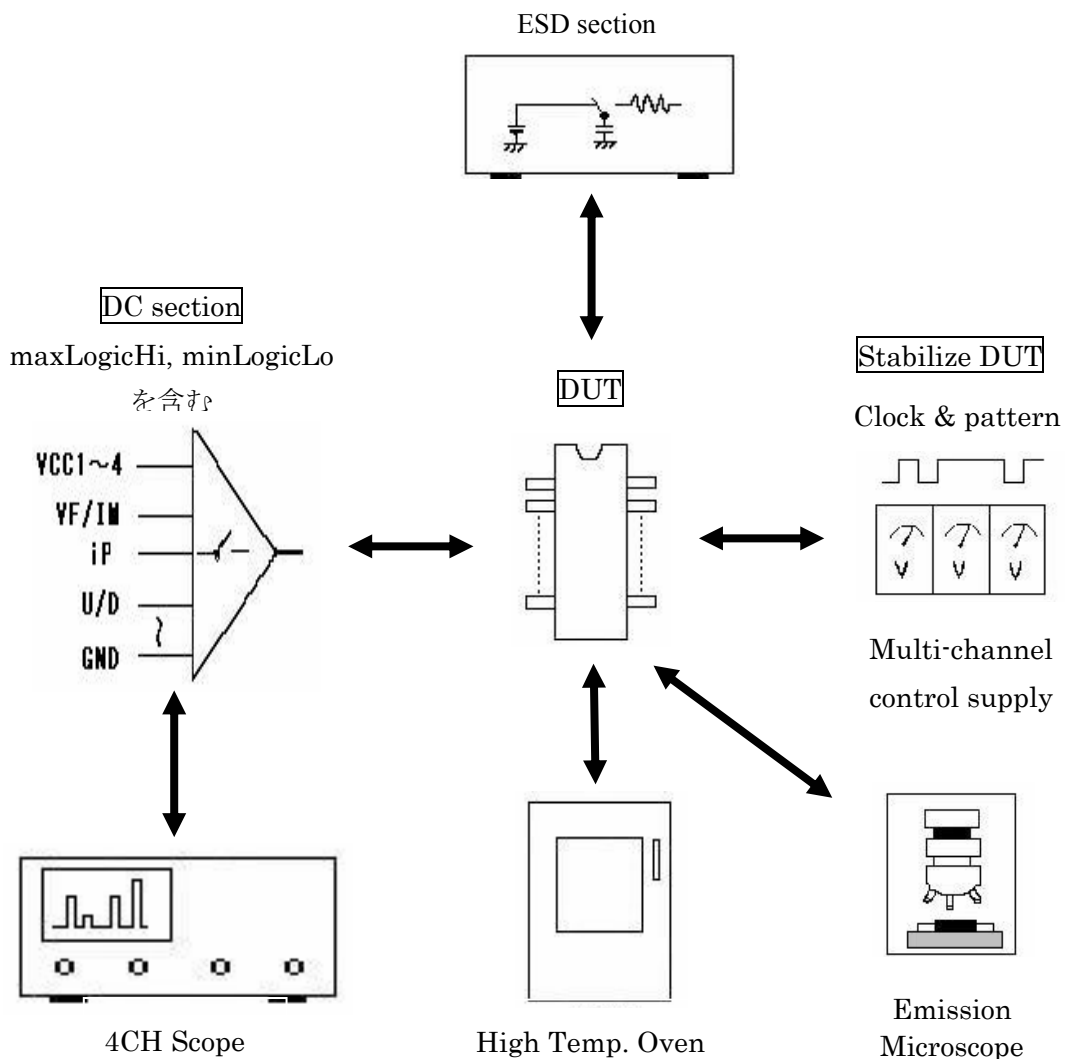 ESD section
DC section
maxLogicHi, minLogicLo
を含む
VCC1～4
VF/IM
iP
U/D
GND
DUT
Stabilize DUT
Clock & pattern
V V V
Multi-channel
control supply
4CH Scope
High Temp. Oven
Emission
Microscope